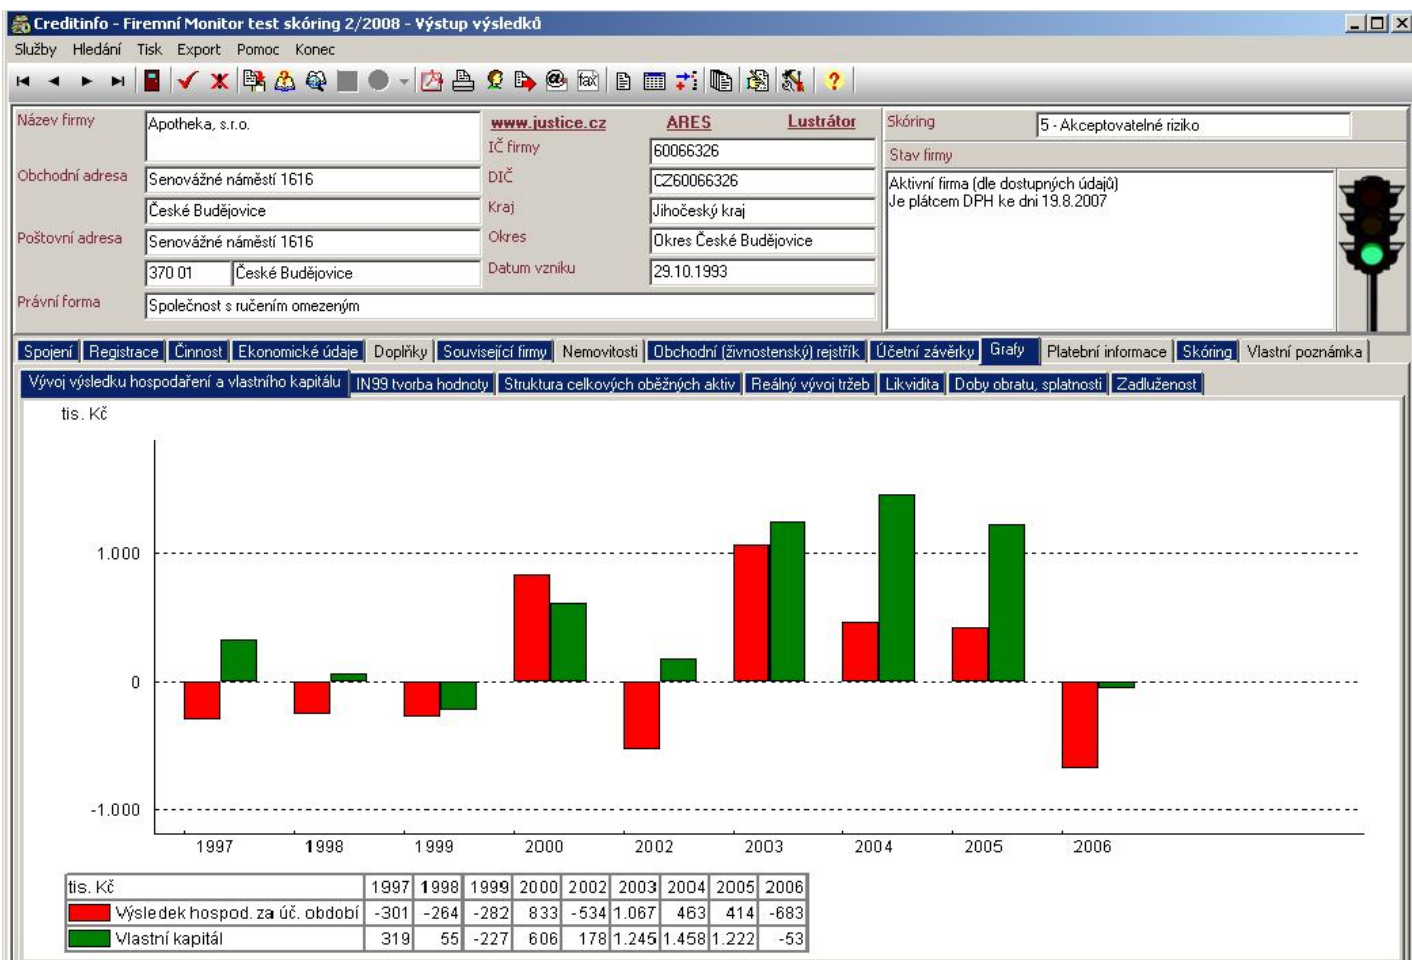 Creditinfo - Firemní Monitor test skóring 2/2008 - Výstup výsledků
Služby Hledání Tisk Export Pomoc Konec
fax ?
Název firmy Apotheka, s.r.o. www.justice.cz ARES Lustrátor Skóring 5 - Akceptovatelné riziko
IČ firmy 60066326 Stav firmy
Obchodní adresa Senovážné náměstí 1616 DIČ CZ60066326 Aktivní firma (dle dostupných údajů)
České Budějovice Kraj Jihočeský kraj Je plátcem DPH ke dni 19.8.2007
Poštovní adresa Senovážné náměstí 1616 Okres Okres České Budějovice
370 01 České Budějovice Datum vzniku 29.10.1993
Právní forma Společnost s ručením omezeným
Spojení Registrace Činnost Ekonomické údaje Doplňky Související firmy Nemovitosti Obchodní (živnostenský) rejstřík Účetní závěrky Grafy Platební informace Skóring Vlastní poznámka
Vývoj výsledku hospodaření a vlastního kapitálu IN99 tvorba hodnoty Struktura celkových oběžných aktiv Reálný vývoj tržeb Likvidita Doby obratu, splatnosti Zadluženost
tis. Kč
1.000
0
-1.000
1997 1998 1999 2000 2002 2003 2004 2005 2006
tis. Kč 1997 1998 1999 2000 2002 2003 2004 2005 2006
Výsledek hospod. za úč. období -301 -264 -282 833 -534 1.067 463 414 -683
Vlastní kapitál 319 55 -227 606 178 1.245 1.458 1.222 -53